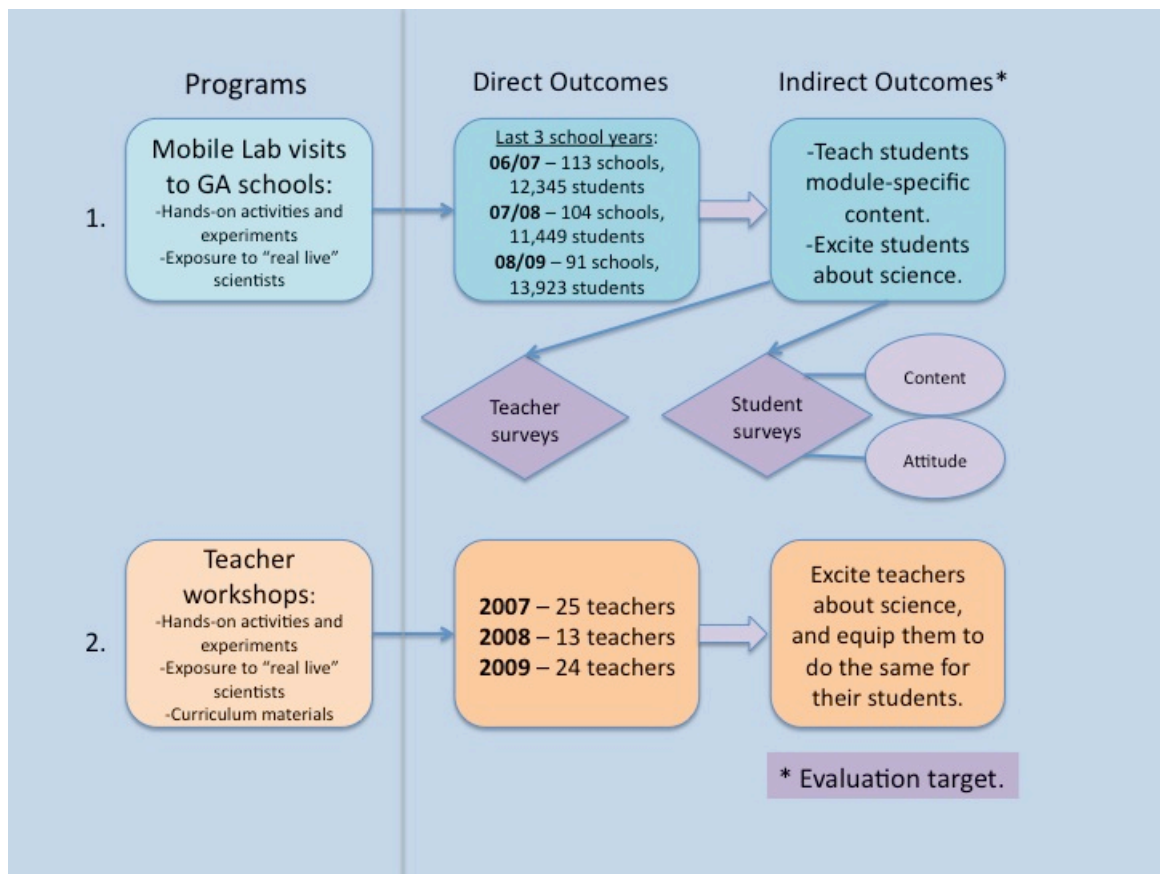 Programs
Direct Outcomes
Indirect Outcomes*
1.
Mobile Lab visits
to GA schools:
-Hands-on activities and
experiments
-Exposure to “real live”
scientists
Last 3 school years:
06/07 – 113 schools,
12,345 students
07/08 – 104 schools,
11,449 students
08/09 – 91 schools,
13,923 students
-Teach students
module-specific
content.
-Excite students
about science.
Teacher
surveys
Student
surveys
Content
Attitude
2.
Teacher
workshops:
-Hands-on activities and
experiments
-Exposure to “real live”
scientists
-Curriculum materials
2007 – 25 teachers
2008 – 13 teachers
2009 – 24 teachers
Excite teachers
about science,
and equip them to
do the same for
their students.
* Evaluation target.